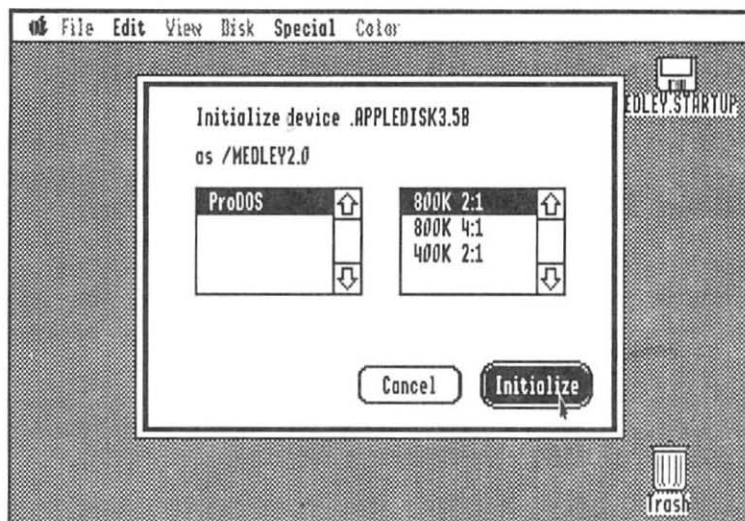 File Edit View Disk Special Color
EDLEY.STARTUP
Initialize device .APPLEDISK3.5B
as /MEDLEY2.0
ProDOS
800K 2:1
800K 4:1
400K 2:1
Cancel
Initialize
Trash